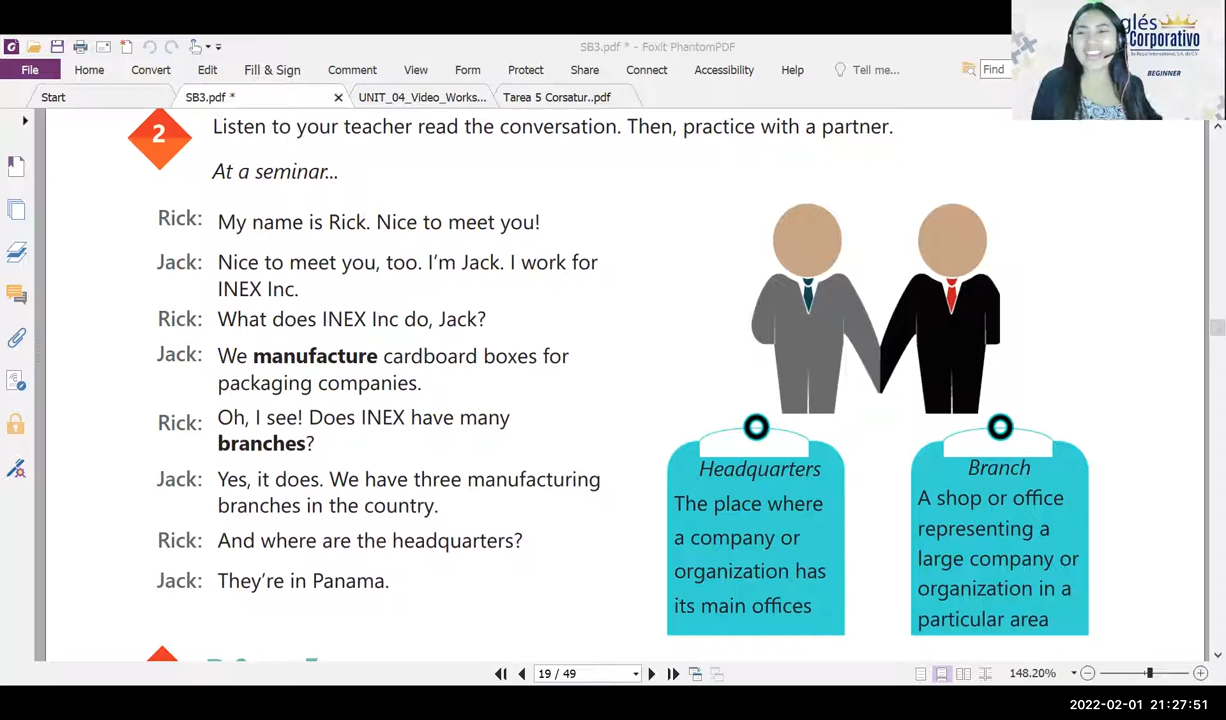 SB3.pdf * - Foxit PhantomPDF
File Home Convert Edit Fill & Sign Comment View Form Protect Share Connect Accessibility Help Tell me... Find
Start SB3.pdf * UNIT_04_Video_Works... Tarea 5 Corsatur..pdf
glés
Corporativo
BEGINNER
2 Listen to your teacher read the conversation. Then, practice with a partner.
At a seminar...
Rick: My name is Rick. Nice to meet you!
Jack: Nice to meet you, too. I'm Jack. I work for
INEX Inc.
Rick: What does INEX Inc do, Jack?
Jack: We manufacture cardboard boxes for
packaging companies.
Rick: Oh, I see! Does INEX have many
branches?
Jack: Yes, it does. We have three manufacturing
branches in the country.
Rick: And where are the headquarters?
Jack: They're in Panama.
Headquarters
The place where
a company or
organization has
its main offices
Branch
A shop or office
representing a
large company or
organization in a
particular area
19 / 49
148.20%
2022-02-01 21:27:51